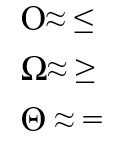 O≈ ≤
Ω≈ ≥
Θ ≈ =